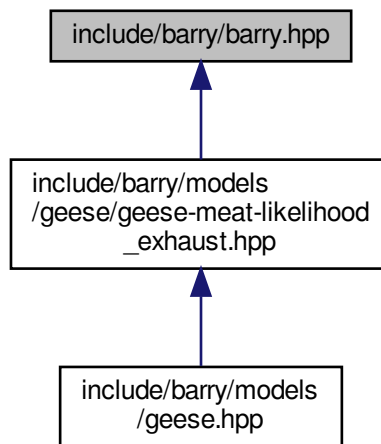 include/barry/barry.hpp
include/barry/models
/geese/geese-meat-likelihood
_exhaust.hpp
include/barry/models
/geese.hpp